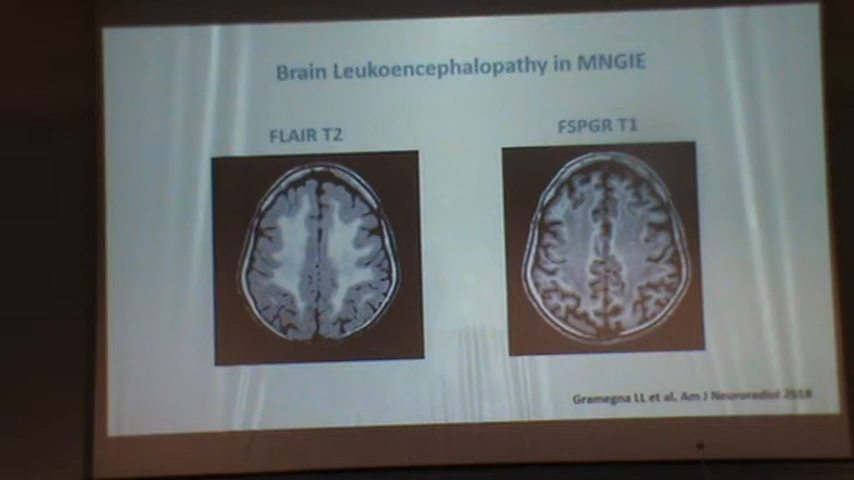 Brain Leukoencephalopathy in MNGIE
FLAIR T2
FSPGR T1
Gramegna LL et al. Am J Neuroradiol 2018